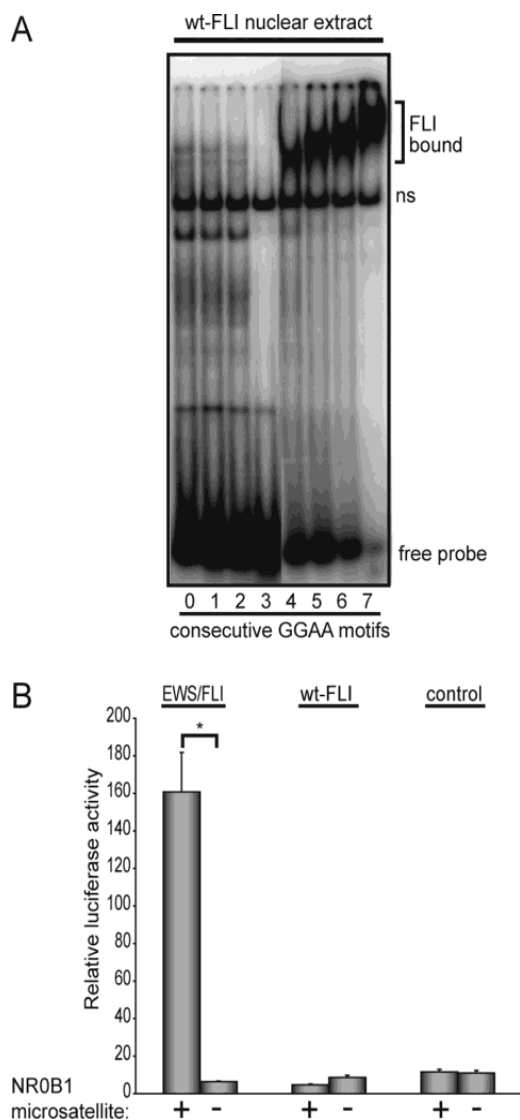 A
wt-FLI nuclear extract
FLI
bound
ns
free probe
0 1 2 3 4 5 6 7
consecutive GGAA motifs
B
EWS/FLI wt-FLI control
*
Relative luciferase activity
200
180
160
140
120
100
80
60
40
20
0
NR0B1
microsatellite: + - + - + -